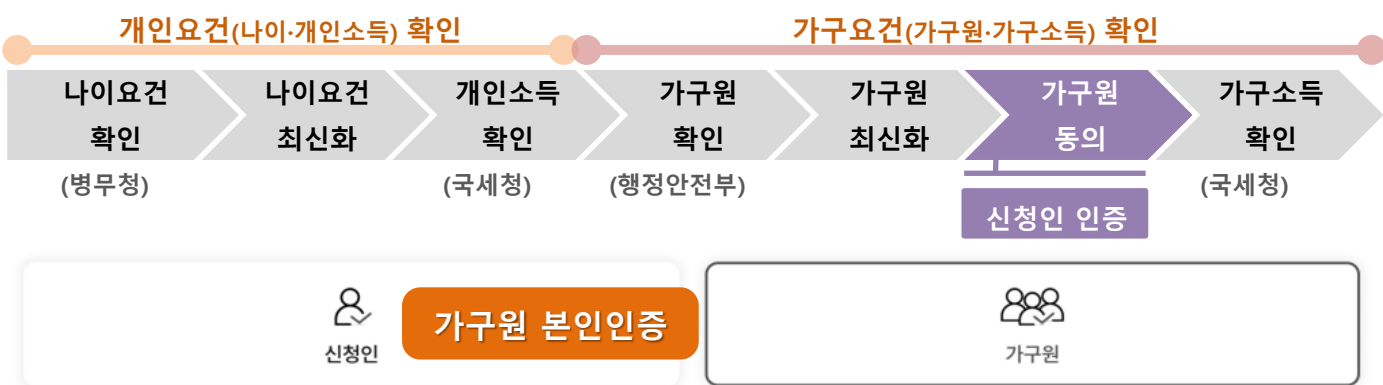 개인요건(나이·개인소득) 확인
가구요건(가구원·가구소득) 확인
나이요건
확인
나이요건
최신화
개인소득
확인
가구원
확인
가구원
최신화
가구원
동의
가구소득
확인
(병무청)
(국세청)
(행정안전부)
(국세청)
신청인 인증
신청인
가구원 본인인증
가구원